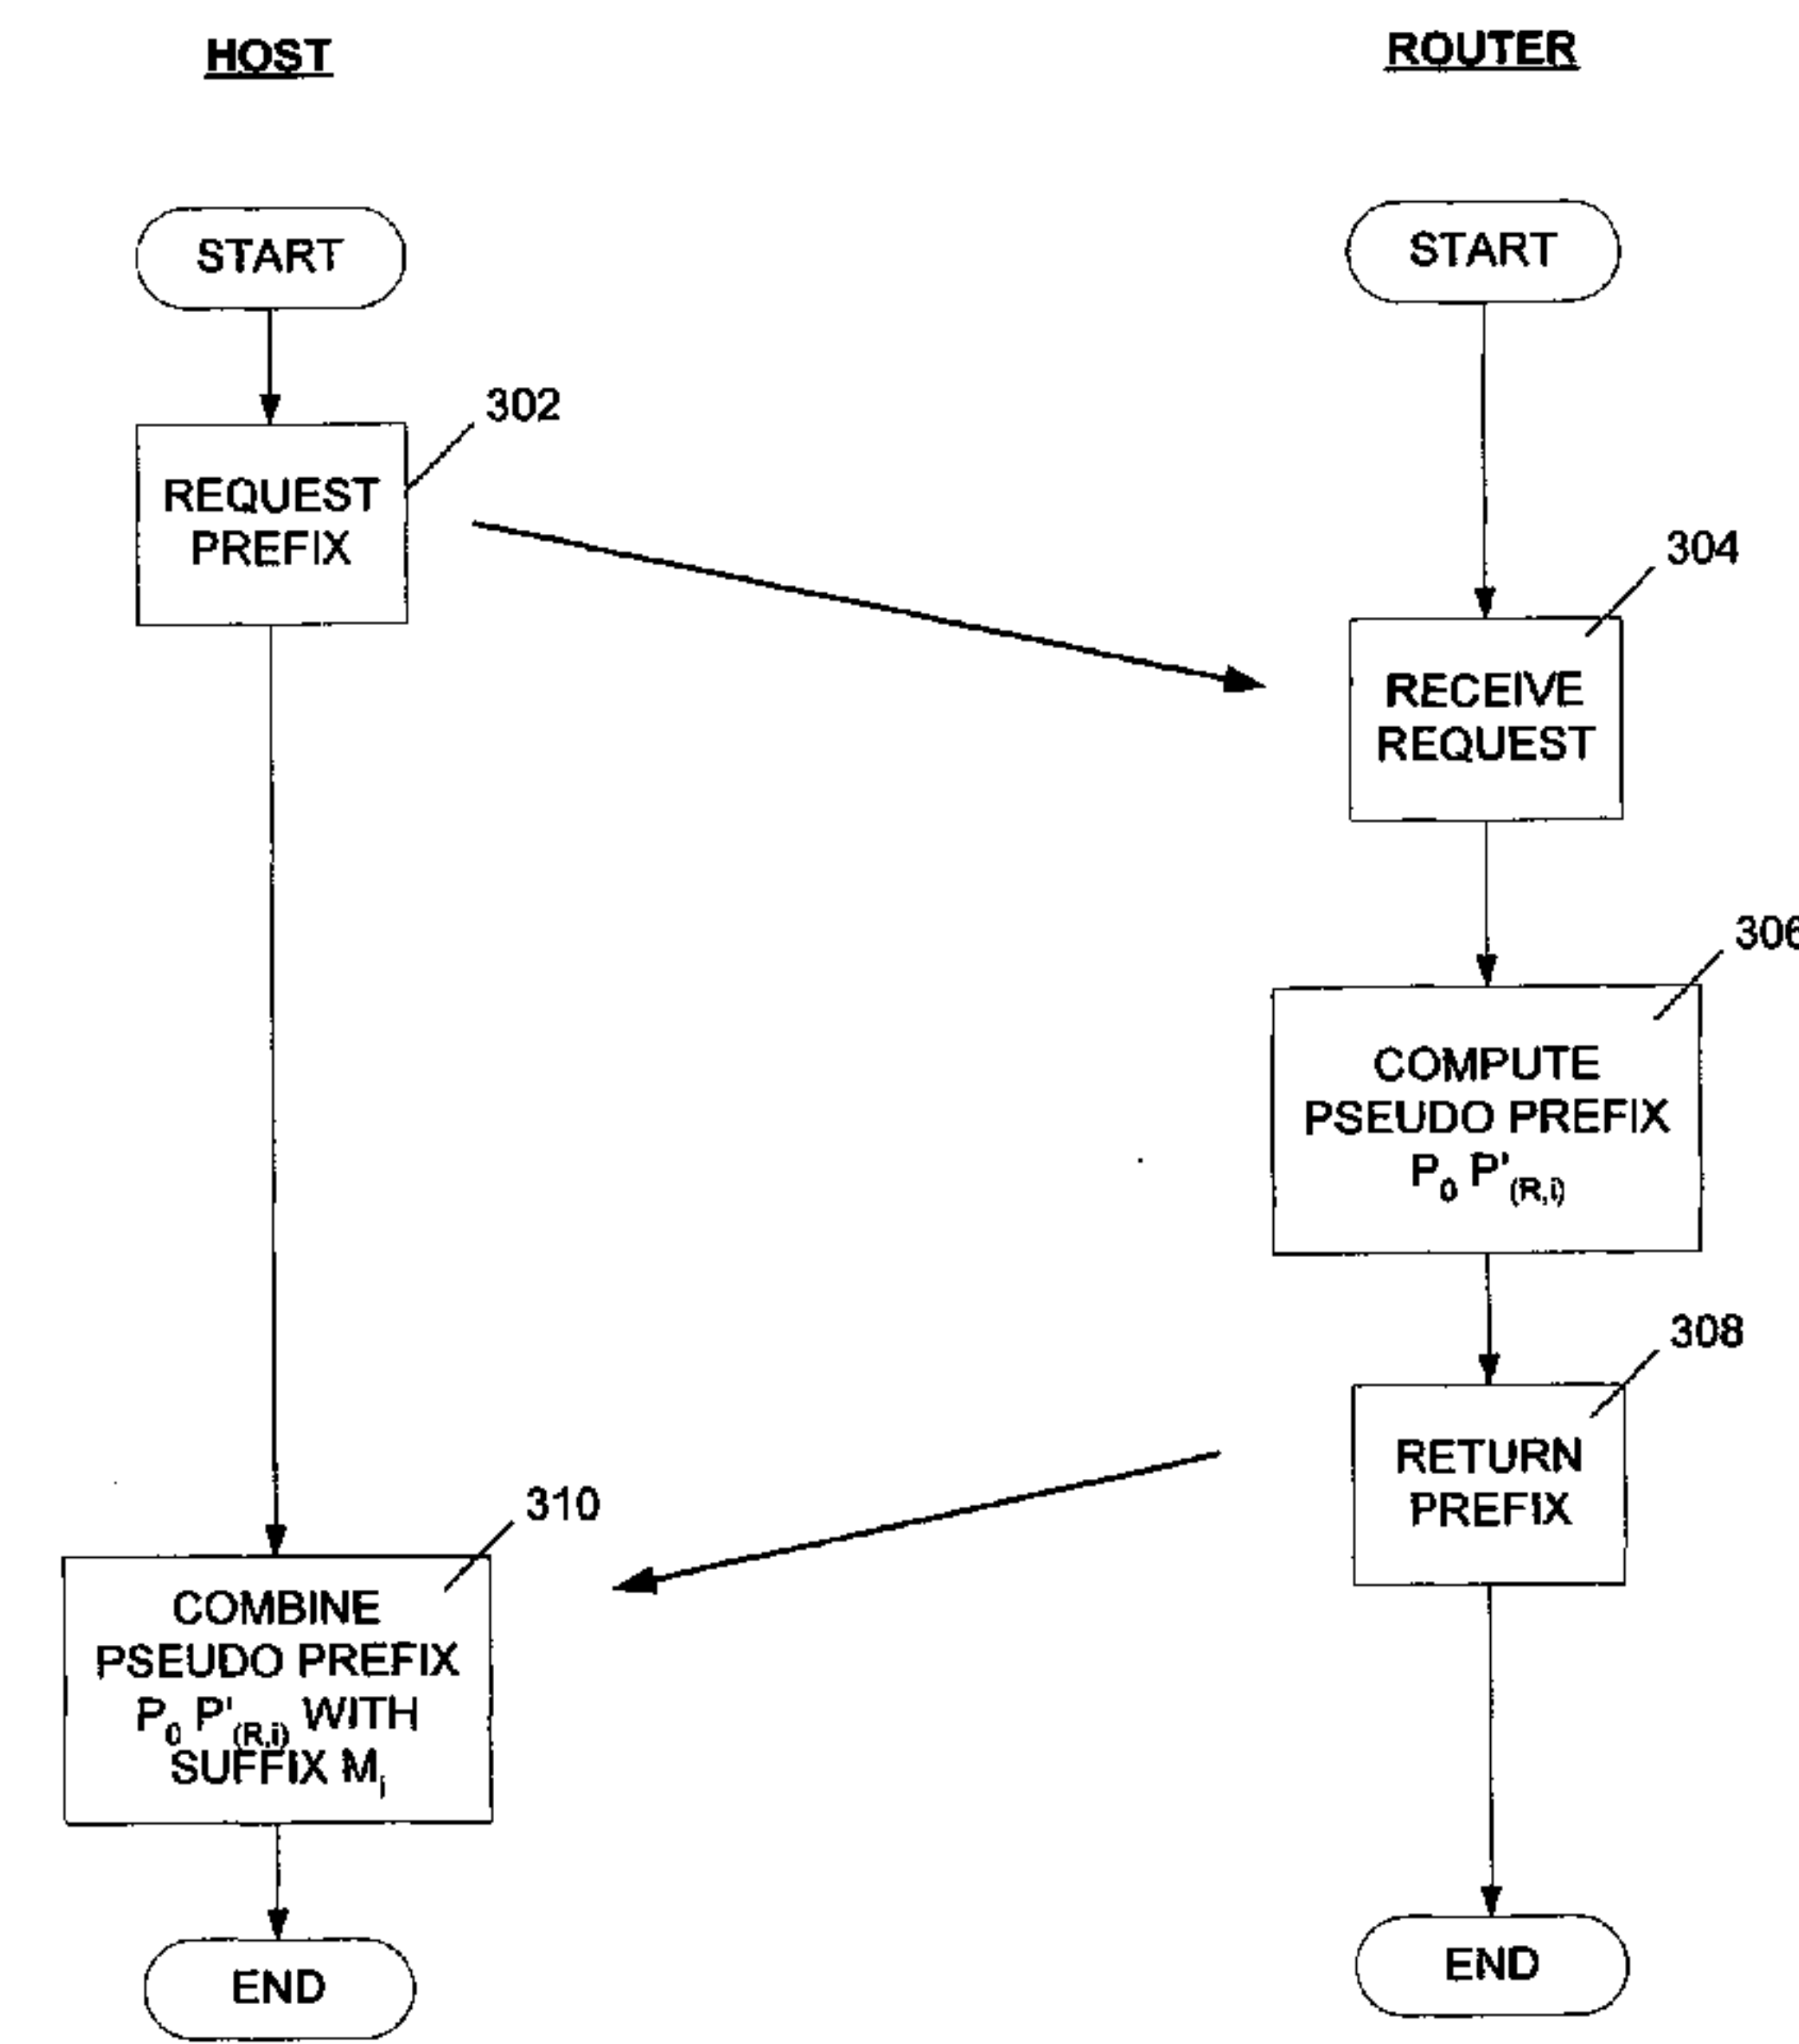 HOST
ROUTER
START
START
302
REQUEST
PREFIX
304
RECEIVE
REQUEST
306
COMPUTE
PSEUDO PREFIX
P₀ P'₍R,i₎
308
RETURN
PREFIX
310
COMBINE
PSEUDO PREFIX
P₀ P'₍R,i₎ WITH
SUFFIX Mⱼ
END
END